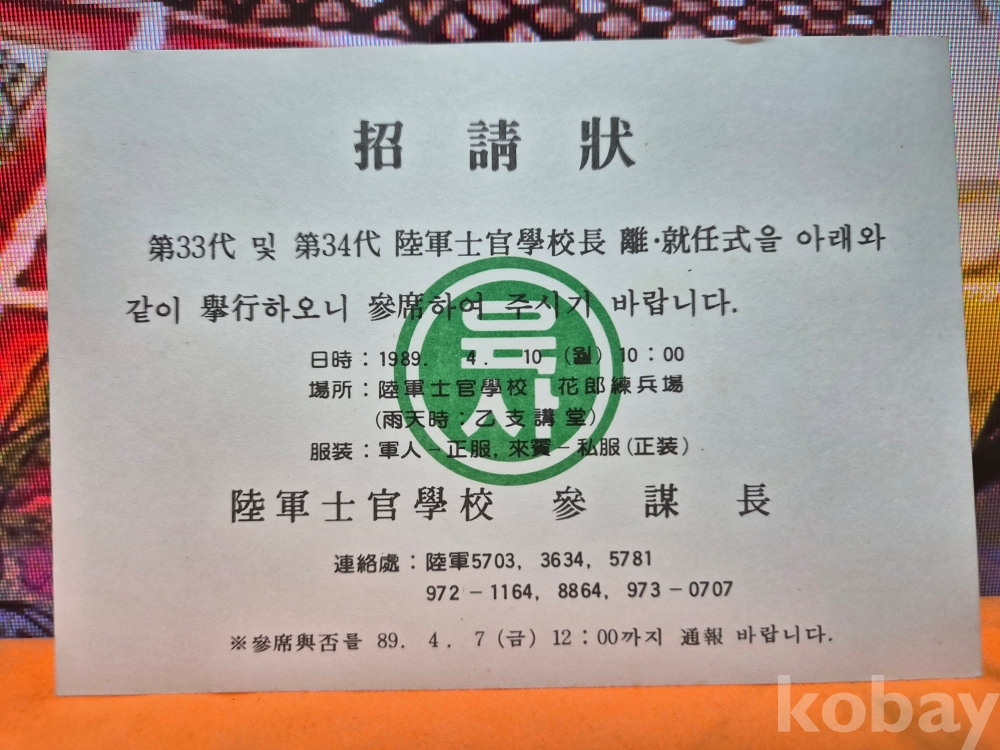 招請狀
第33代 및 第34代 陸軍士官學校長 離·就任式을 아래와
같이 擧行하오니 參席하여 주시기 바랍니다.
육사
日時 : 1989. 4. 10 (월) 10 : 00
場所 : 陸軍士官學校 花郎練兵場
(雨天時 : 乙支講堂)
服装 : 軍人-正服, 來賓-私服(正装)
陸軍士官學校 參謀長
連絡處 : 陸軍5703, 3634, 5781
972-1164, 8864, 973-0707
※參席與否를 89. 4. 7 (금) 12 : 00까지 通報 바랍니다.
kobay